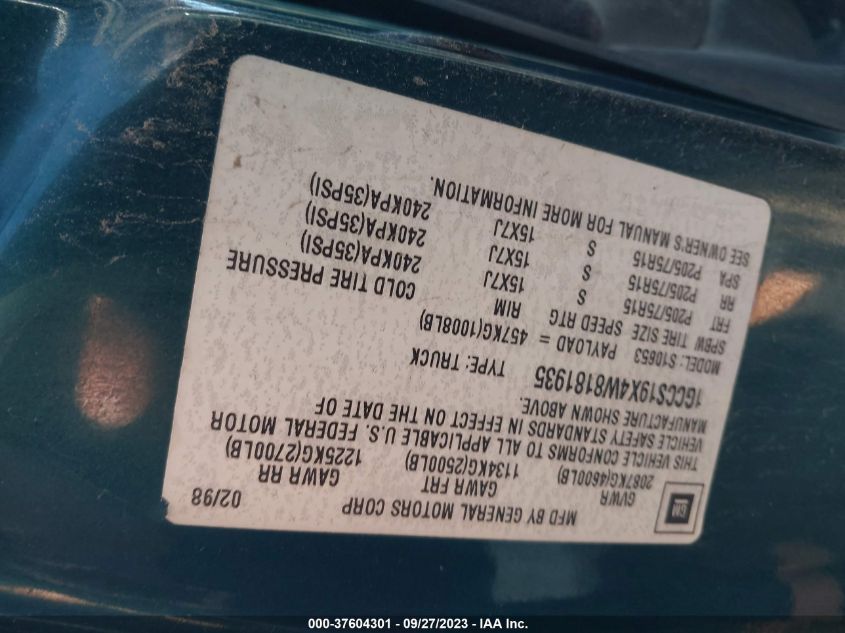 MFD BY GENERAL MOTORS CORP 02/98
GM
GVWR GAWR FRT GAWR RR
2087KG(4600LB) 1134KG(2500LB) 1225KG(2700LB)
THIS VEHICLE CONFORMS TO ALL APPLICABLE U.S. FEDERAL MOTOR
VEHICLE SAFETY STANDARDS IN EFFECT ON THE DATE OF
MANUFACTURE SHOWN ABOVE.
1GCCS19X4W8181935 TYPE: TRUCK
MODEL: S10653 PAYLOAD = 457KG(1008LB)
SPBW TIRE SIZE SPEED RTG RIM COLD TIRE PRESSURE
FRT P205/75R15 S 15X7J 240KPA(35PSI)
RR P205/75R15 S 15X7J 240KPA(35PSI)
SPA P205/75R15 S 15X7J 240KPA(35PSI)
SEE OWNER'S MANUAL FOR MORE INFORMATION.
000-37604301 - 09/27/2023 - IAA Inc.